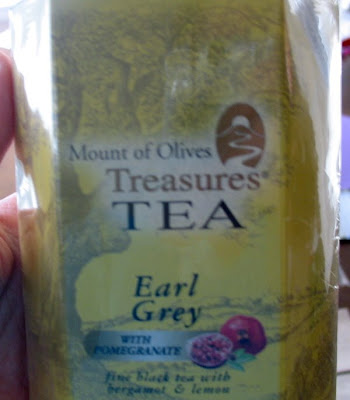 Mount of Olives
Treasures®
TEA
Earl
Grey
WITH
POMEGRANATE
fine black tea with
bergamot & lemon